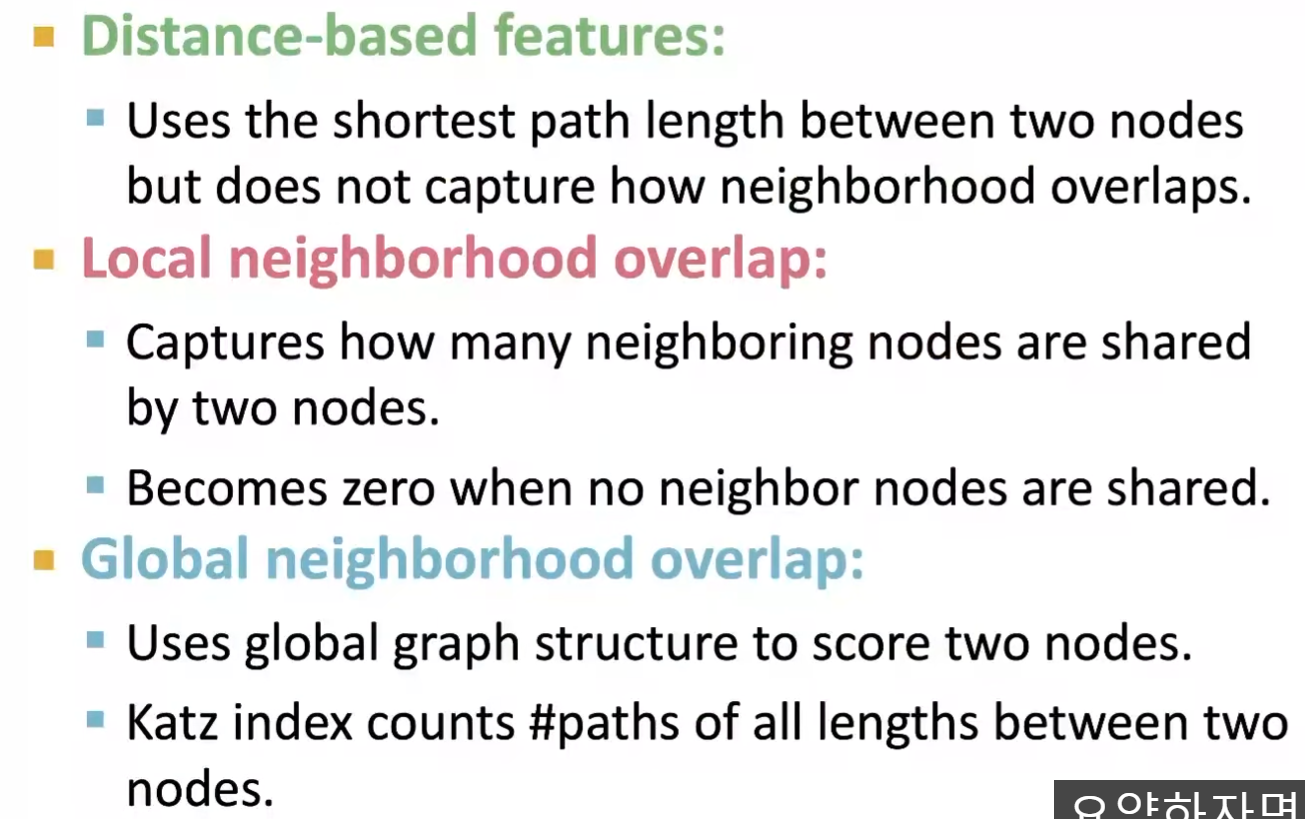 Distance-based features:
Uses the shortest path length between two nodes
but does not capture how neighborhood overlaps.
Local neighborhood overlap:
Captures how many neighboring nodes are shared
by two nodes.
Becomes zero when no neighbor nodes are shared.
Global neighborhood overlap:
Uses global graph structure to score two nodes.
Katz index counts #paths of all lengths between two
nodes.
요약하자면